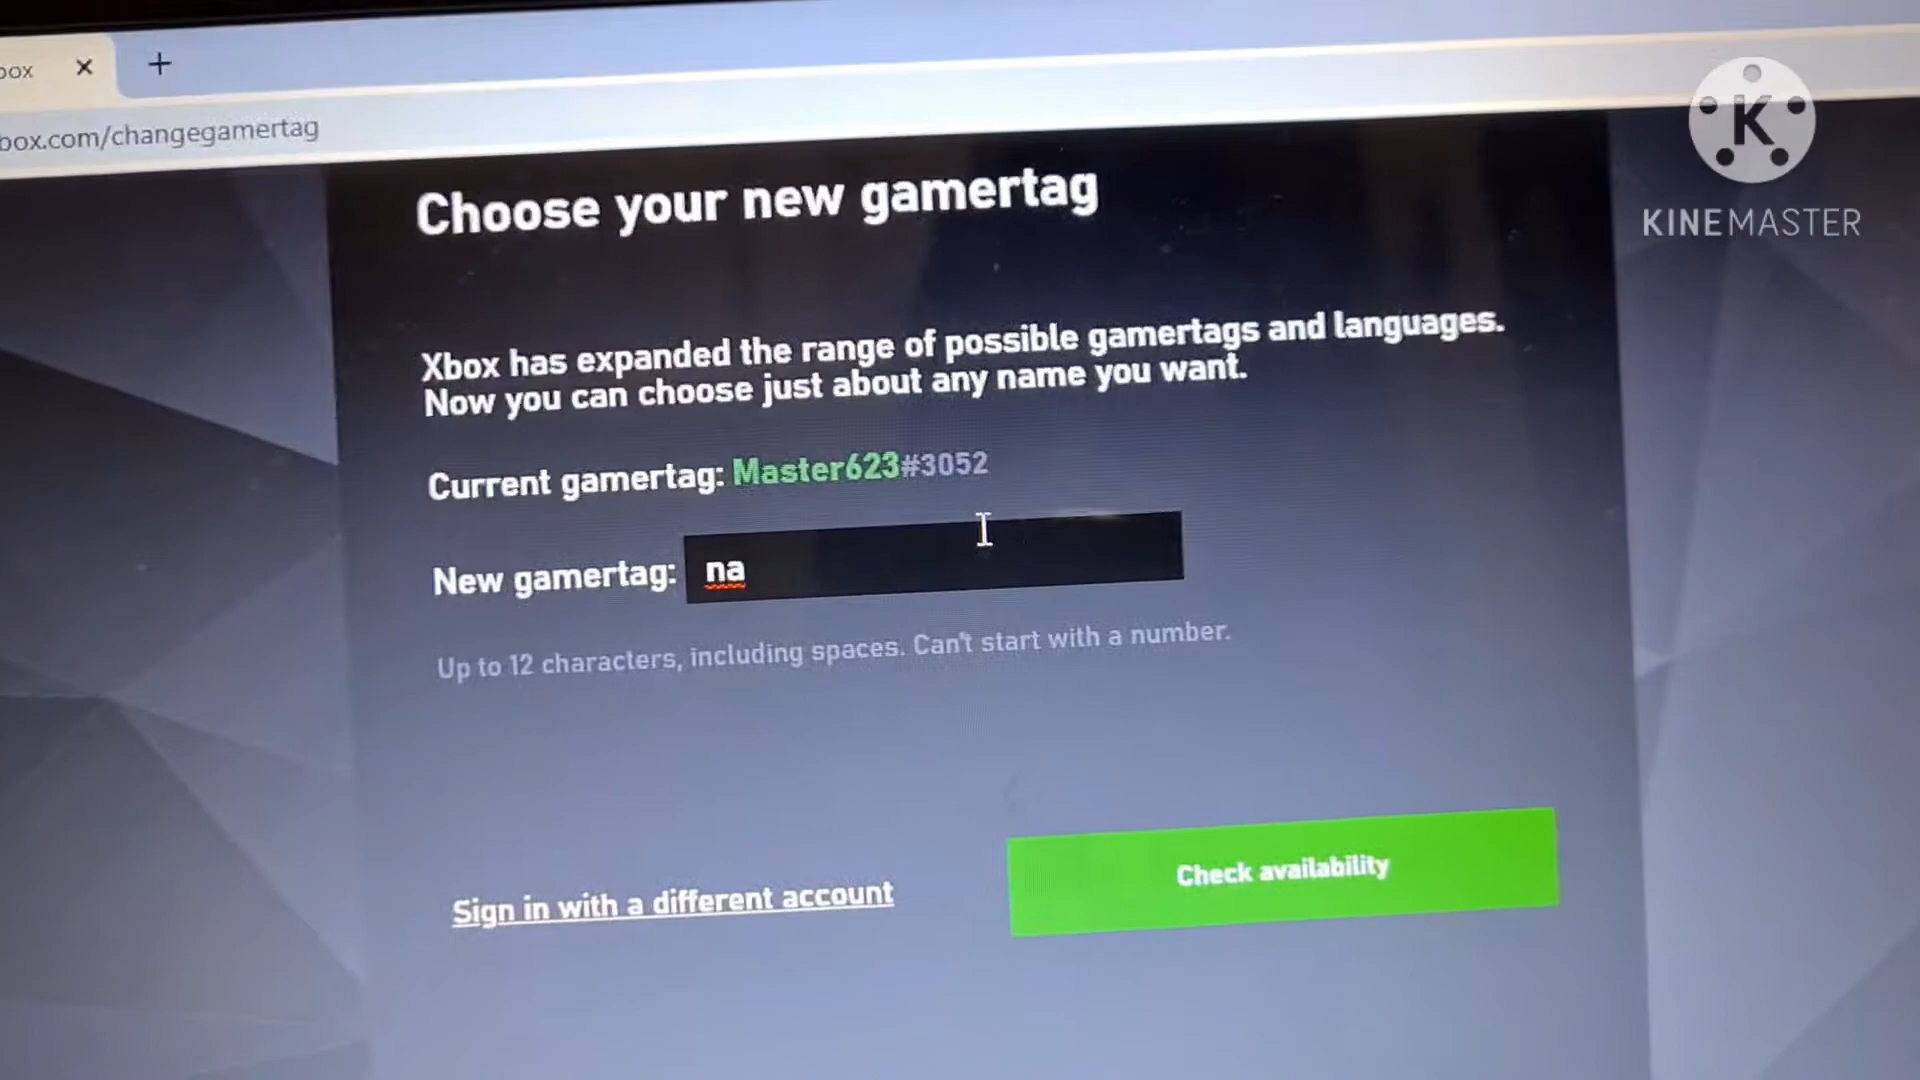 box
box.com/changegamertag
K
KINEMASTER
Choose your new gamertag
Xbox has expanded the range of possible gamertags and languages.
Now you can choose just about any name you want.
Current gamertag: Master623#3052
New gamertag: na
Up to 12 characters, including spaces. Can't start with a number.
Sign in with a different account
Check availability